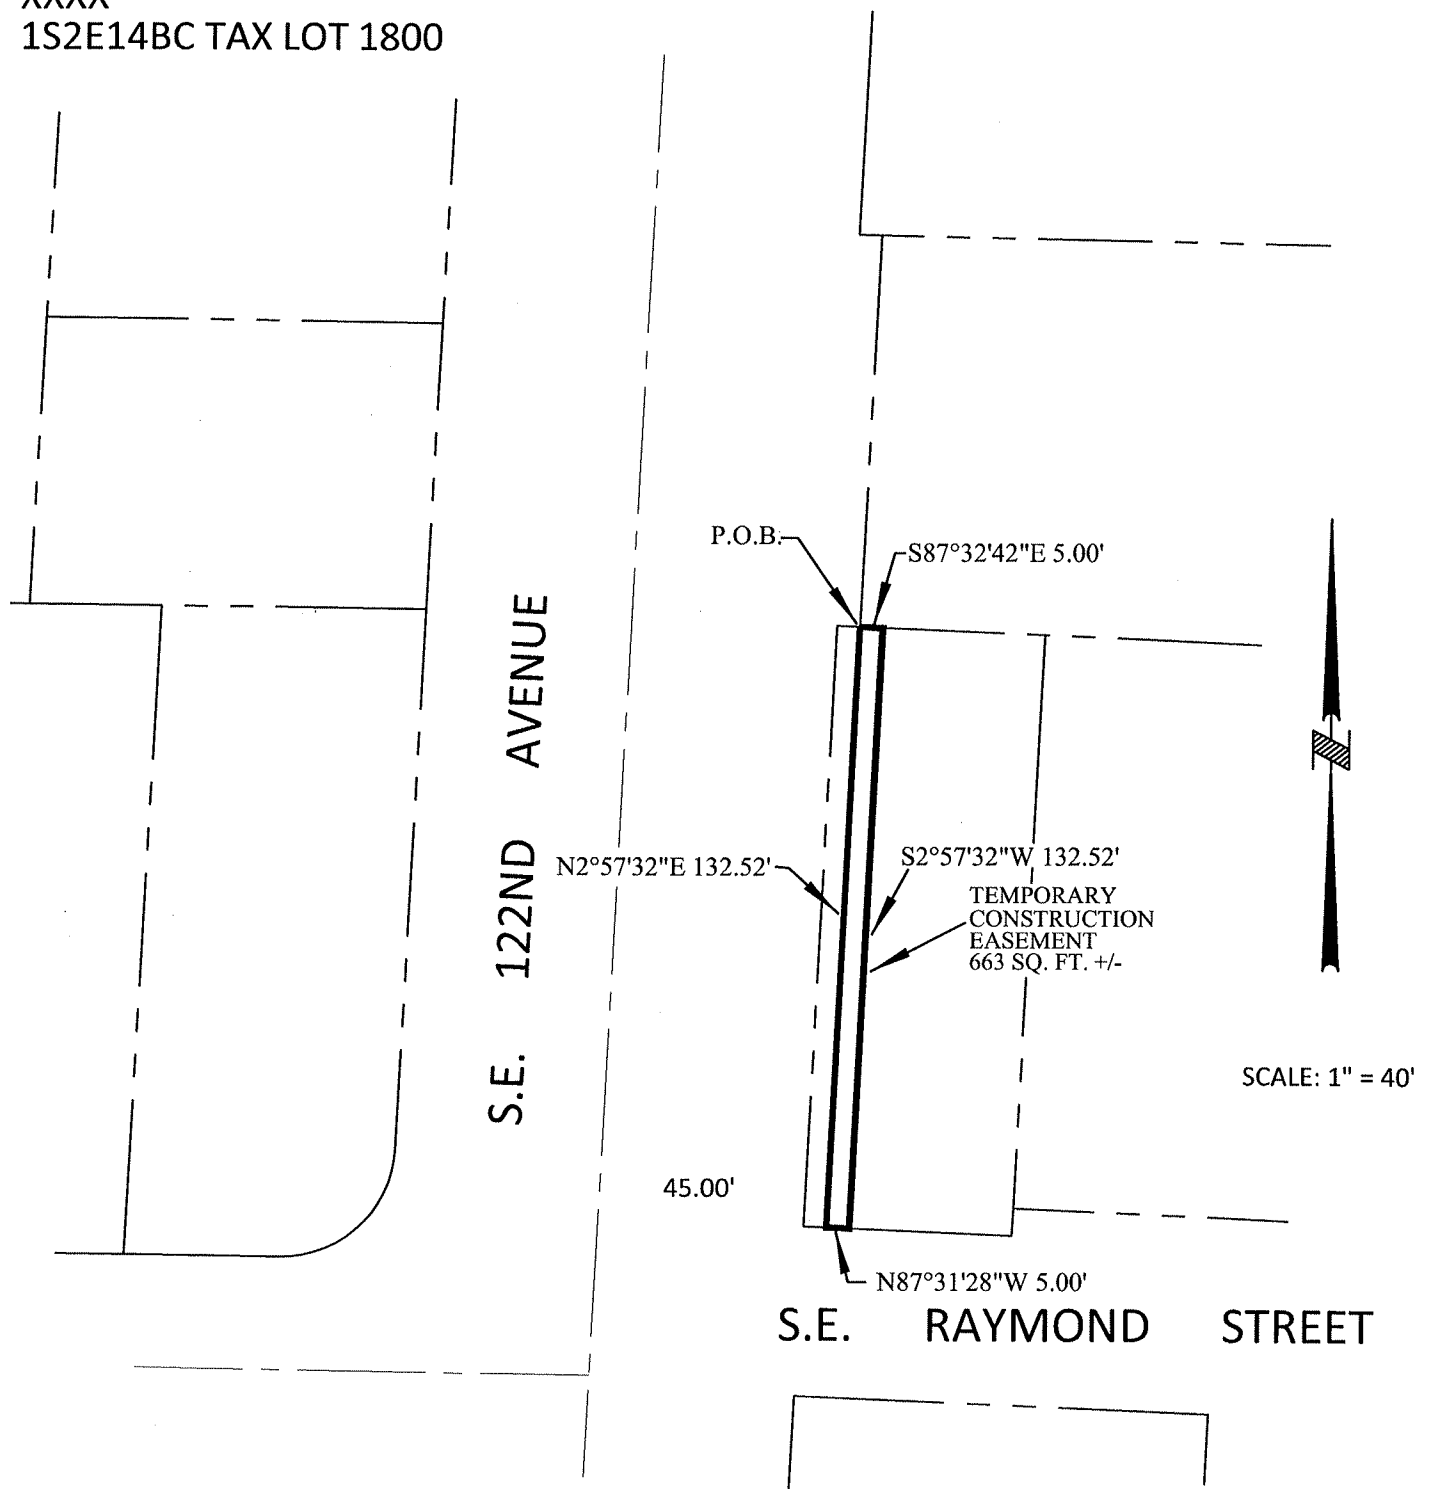 XXXX
1S2E14BC TAX LOT 1800
P.O.B.
S87°32'42"E 5.00'
S.E. 122ND AVENUE
N2°57'32"E 132.52'
S2°57'32"W 132.52'
TEMPORARY
CONSTRUCTION
EASEMENT
663 SQ. FT. +/-
SCALE: 1" = 40'
45.00'
N87°31'28"W 5.00'
S.E. RAYMOND STREET